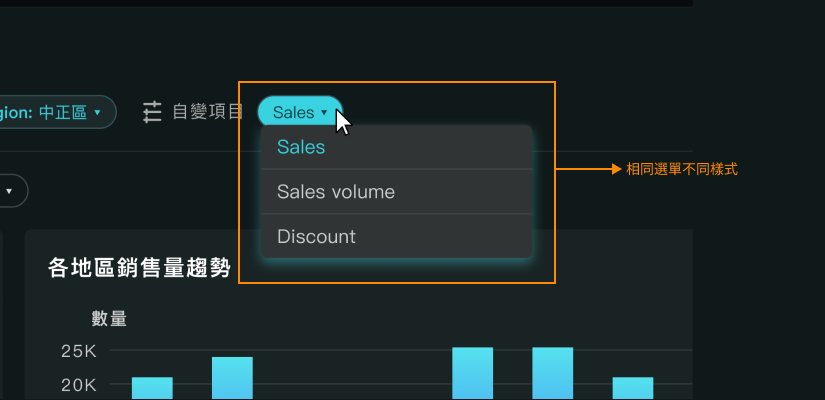 gion: 中正區
自變項目
Sales
Sales
Sales volume
Discount
相同選單不同樣式
各地區銷售量趨勢
數量
25K
20K